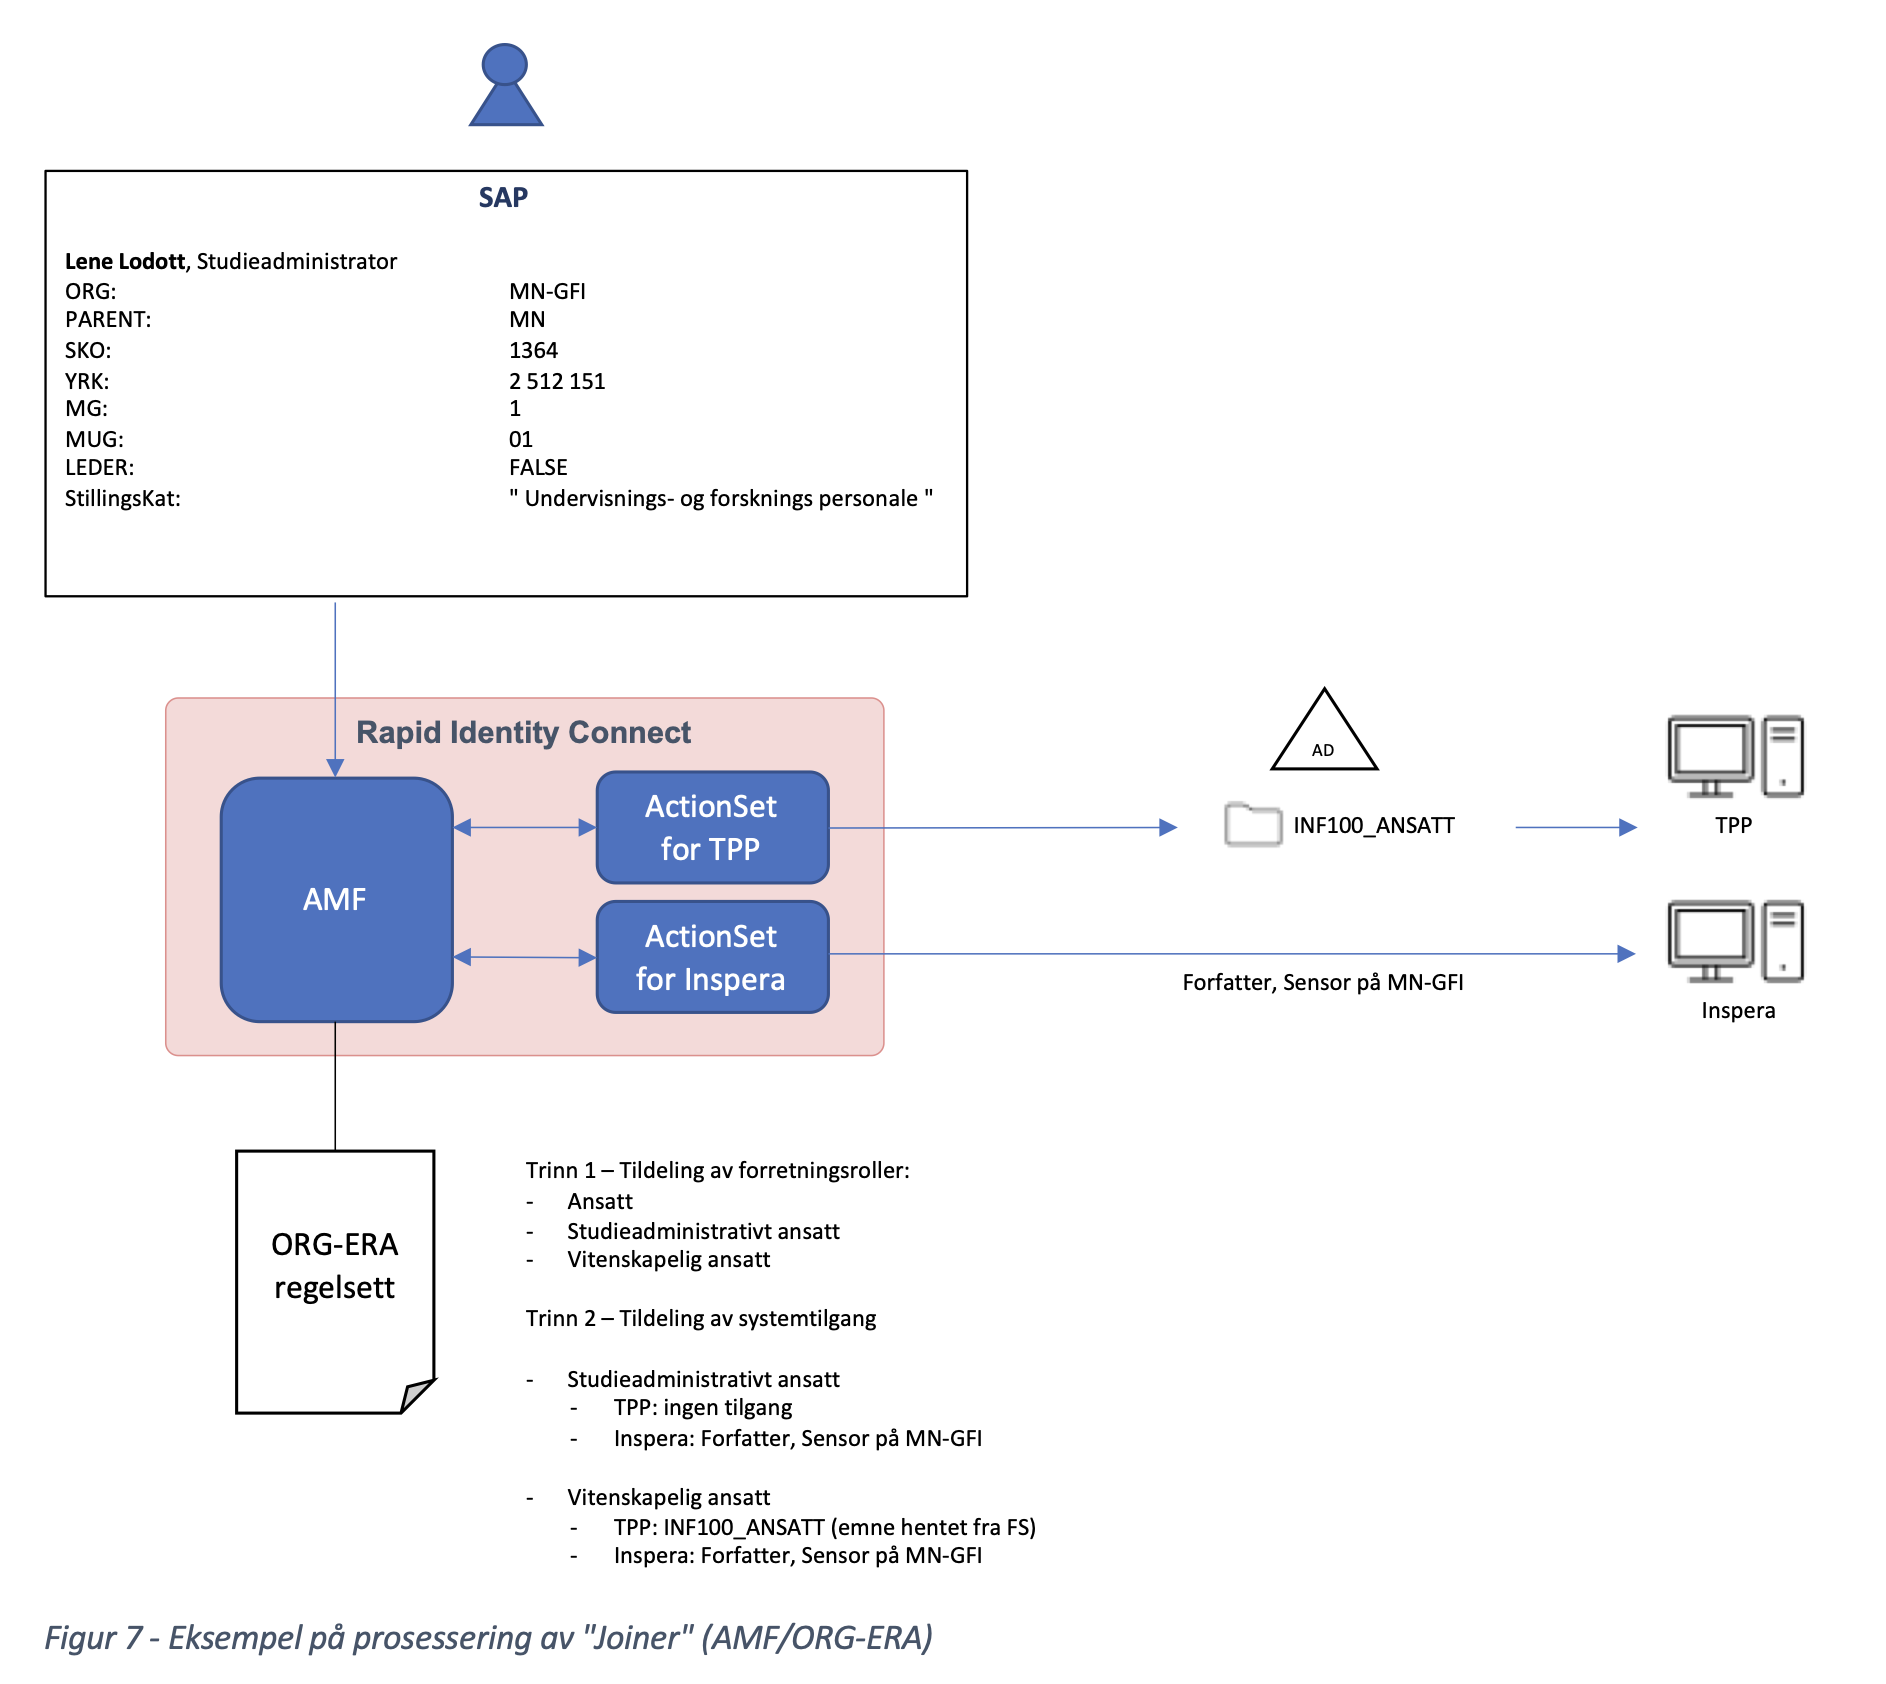 SAP
Lene Lodott, Studieadministrator
ORG: MN-GFI
PARENT: MN
SKO: 1364
YRK: 2 512 151
MG: 1
MUG: 01
LEDER: FALSE
StillingsKat: " Undervisnings- og forsknings personale "
Rapid Identity Connect
AMF
ActionSet
for TPP
ActionSet
for Inspera
AD
INF100_ANSATT
TPP
Forfatter, Sensor på MN-GFI
Inspera
ORG-ERA
regelsett
Trinn 1 – Tildeling av forretningsroller:
- Ansatt
- Studieadministrativt ansatt
- Vitenskapelig ansatt
Trinn 2 – Tildeling av systemtilgang
- Studieadministrativt ansatt
- TPP: ingen tilgang
- Inspera: Forfatter, Sensor på MN-GFI
- Vitenskapelig ansatt
- TPP: INF100_ANSATT (emne hentet fra FS)
- Inspera: Forfatter, Sensor på MN-GFI
Figur 7 - Eksempel på prosessering av "Joiner" (AMF/ORG-ERA)